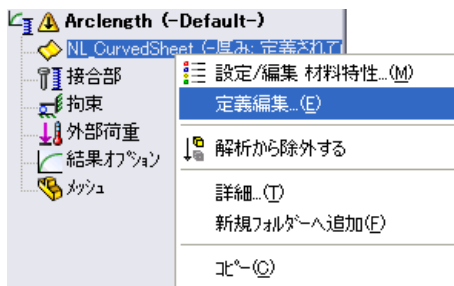 Arclength (-Default-)
NL_CurvedSheet (-厚み: 定義されて
接合部
拘束
外部荷重
結果オプション
メッシュ
設定/編集 材料特性...(M)
定義編集...(E)
解析から除外する
詳細...(T)
新規フォルダーへ追加(F)
コピー(C)